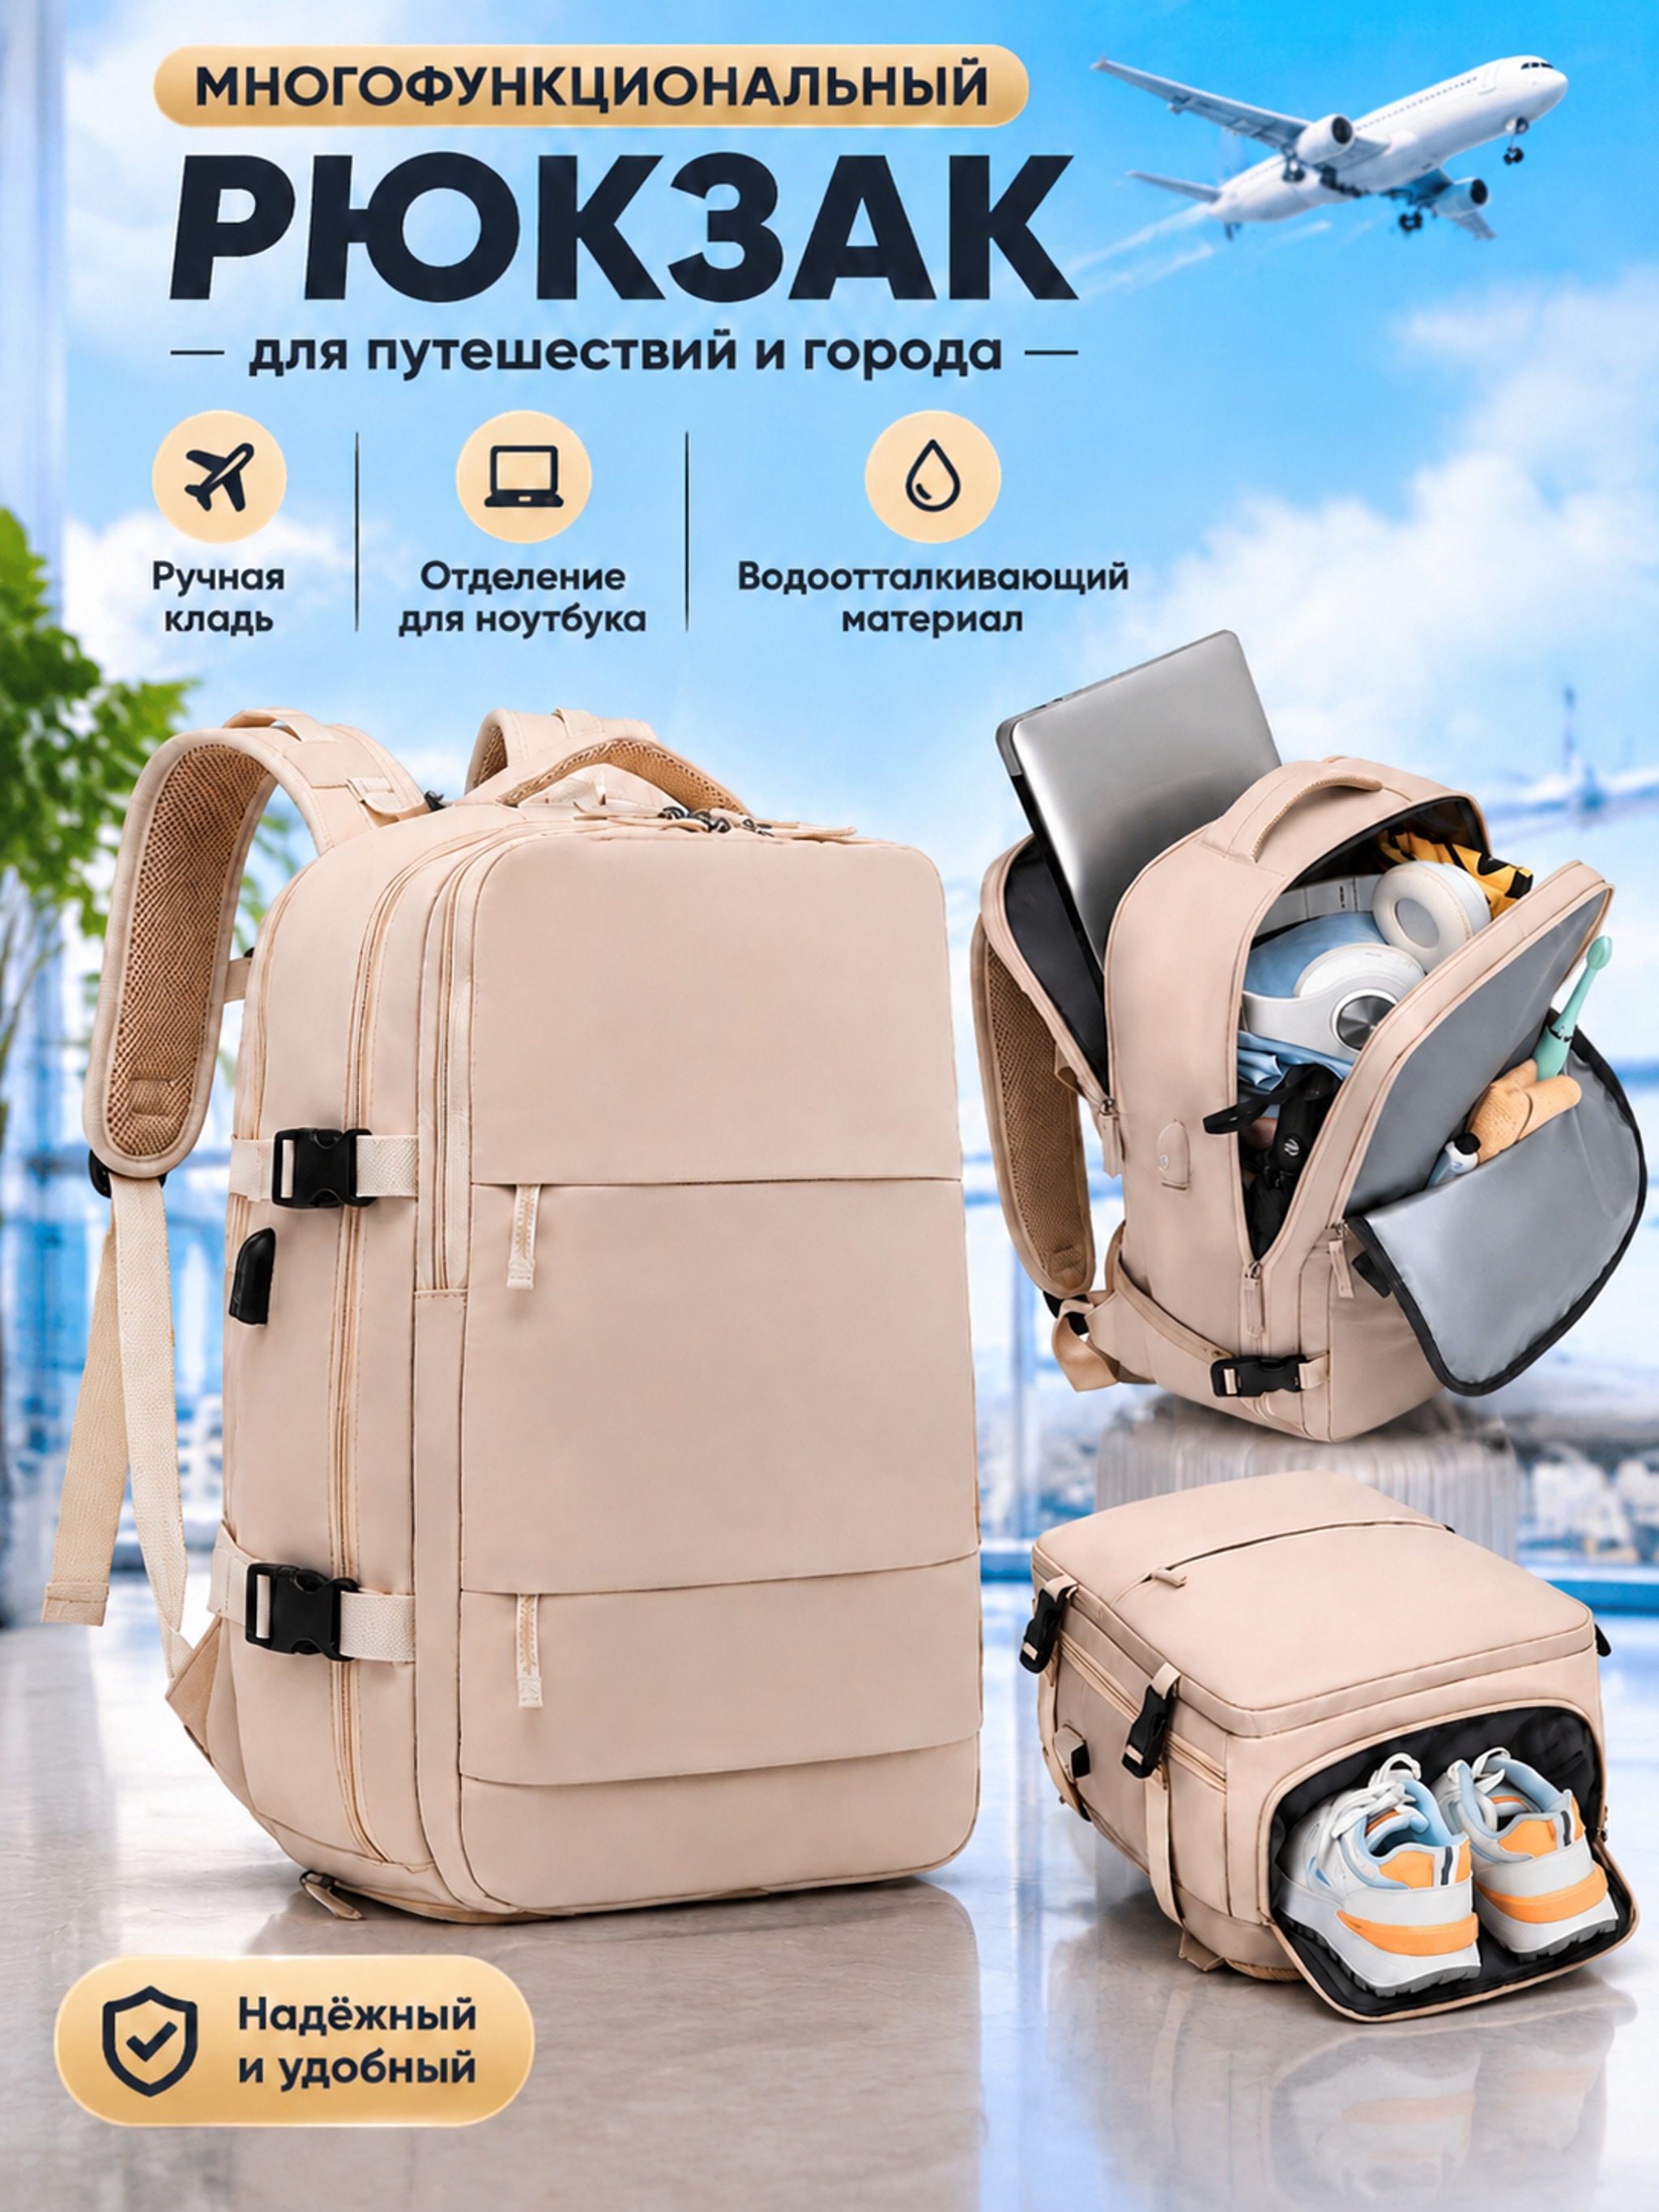 МНОГОФУНКЦИОНАЛЬНЫЙ
РЮКЗАК
— для путешествий и города —
Ручная
кладь
Отделение
для ноутбука
Водоотталкивающий
материал
Надёжный
и удобный